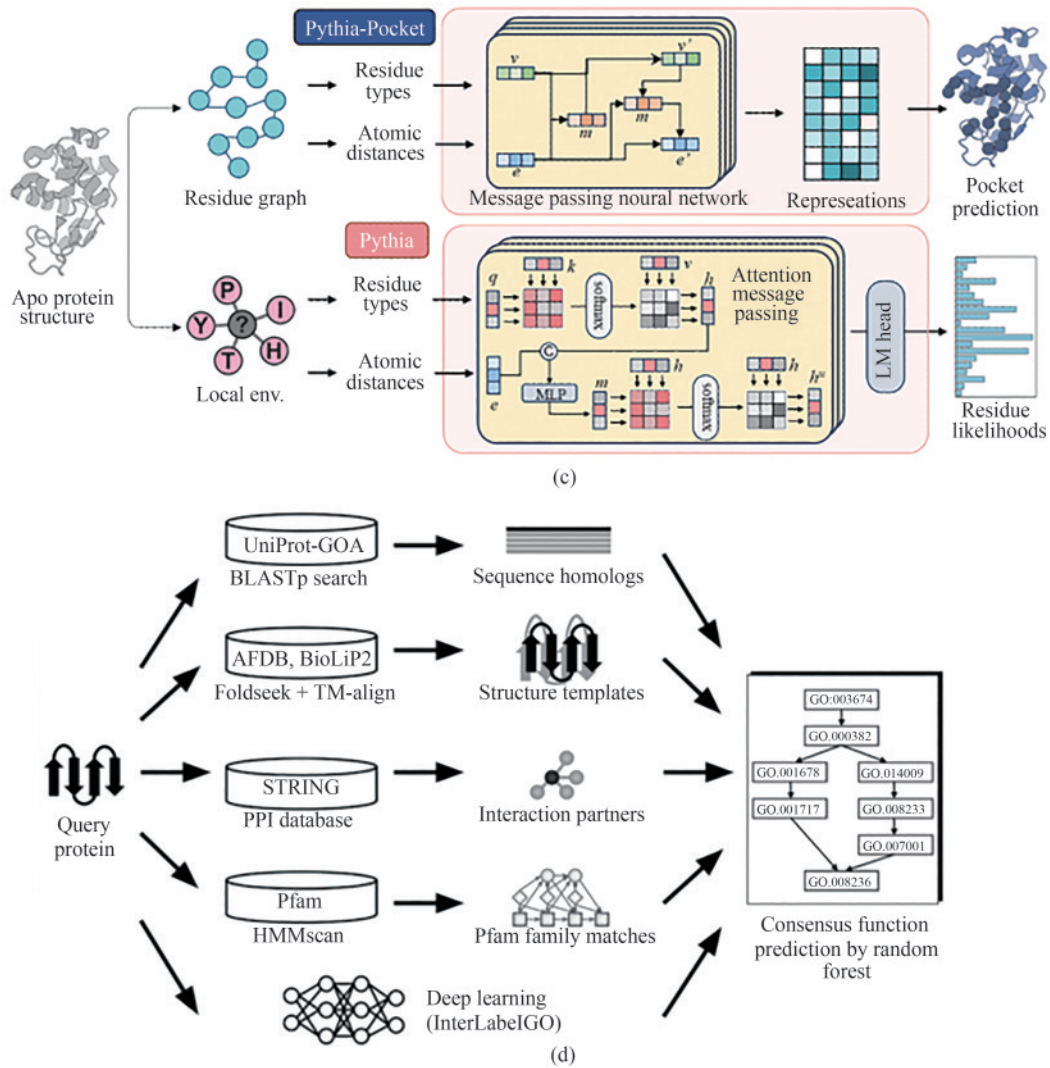 Pythia-Pocket
Residue
types
Atomic
distances
Residue graph
v
e
m
m
v'
e'
Message passing noural network
Represeations
Pocket
prediction
Apo protein
structure
Pythia
P
I
Y
?
T
H
Local env.
Residue
types
Atomic
distances
q
k
softmax
v
h
Attention
message
passing
e
C
MLP
m
h
softmax
h
LM head
Residue
likelihoods
(c)
UniProt-GOA
BLASTp search
Sequence homologs
AFDB, BioLiP2
Foldseek + TM-align
Structure templates
Query
protein
STRING
PPI database
Interaction partners
Pfam
HMMscan
Pfam family matches
Deep learning
(InterLabeIGO)
GO:003674
GO.000382
GO.001678
GO.014009
GO.001717
GO.008233
GO.007001
GO.008236
Consensus function
prediction by random
forest
(d)